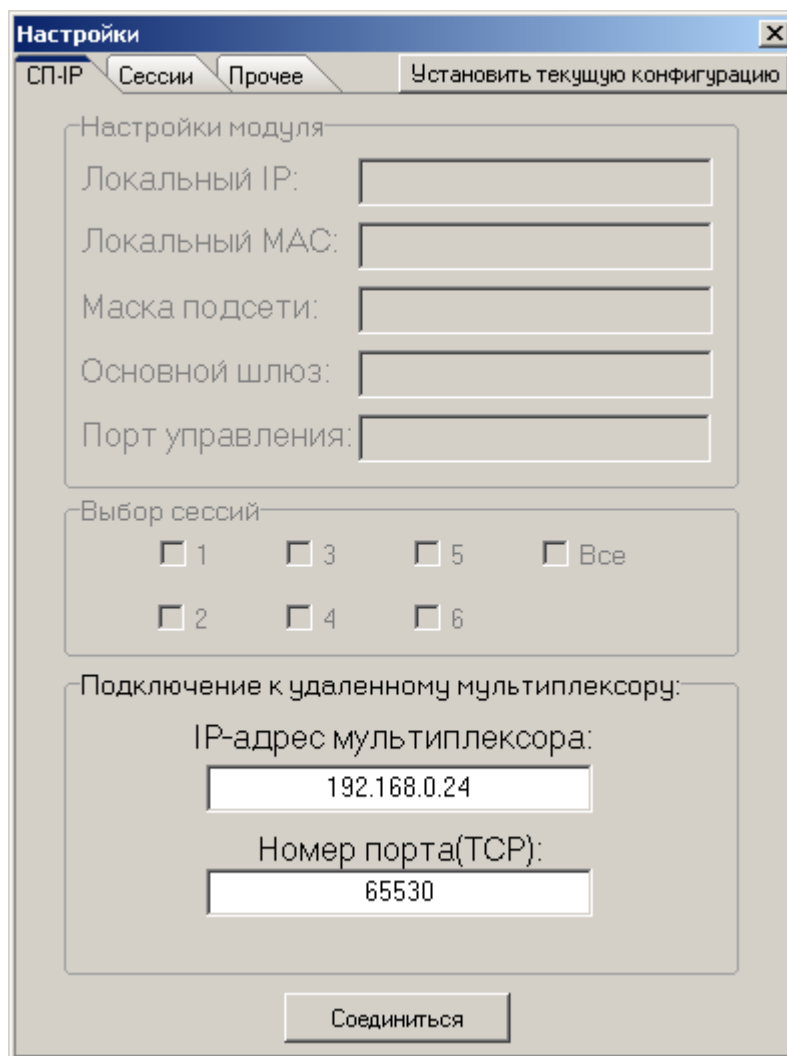 Настройки
СП-IP Сессии Прочее Установить текущую конфигурацию
Настройки модуля
Локальный IP:
Локальный MAC:
Маска подсети:
Основной шлюз:
Порт управления:
Выбор сессий
1 3 5 Все
2 4 6
Подключение к удаленному мультиплексору:
IP-адрес мультиплексора:
192.168.0.24
Номер порта(TCP):
65530
Соединиться